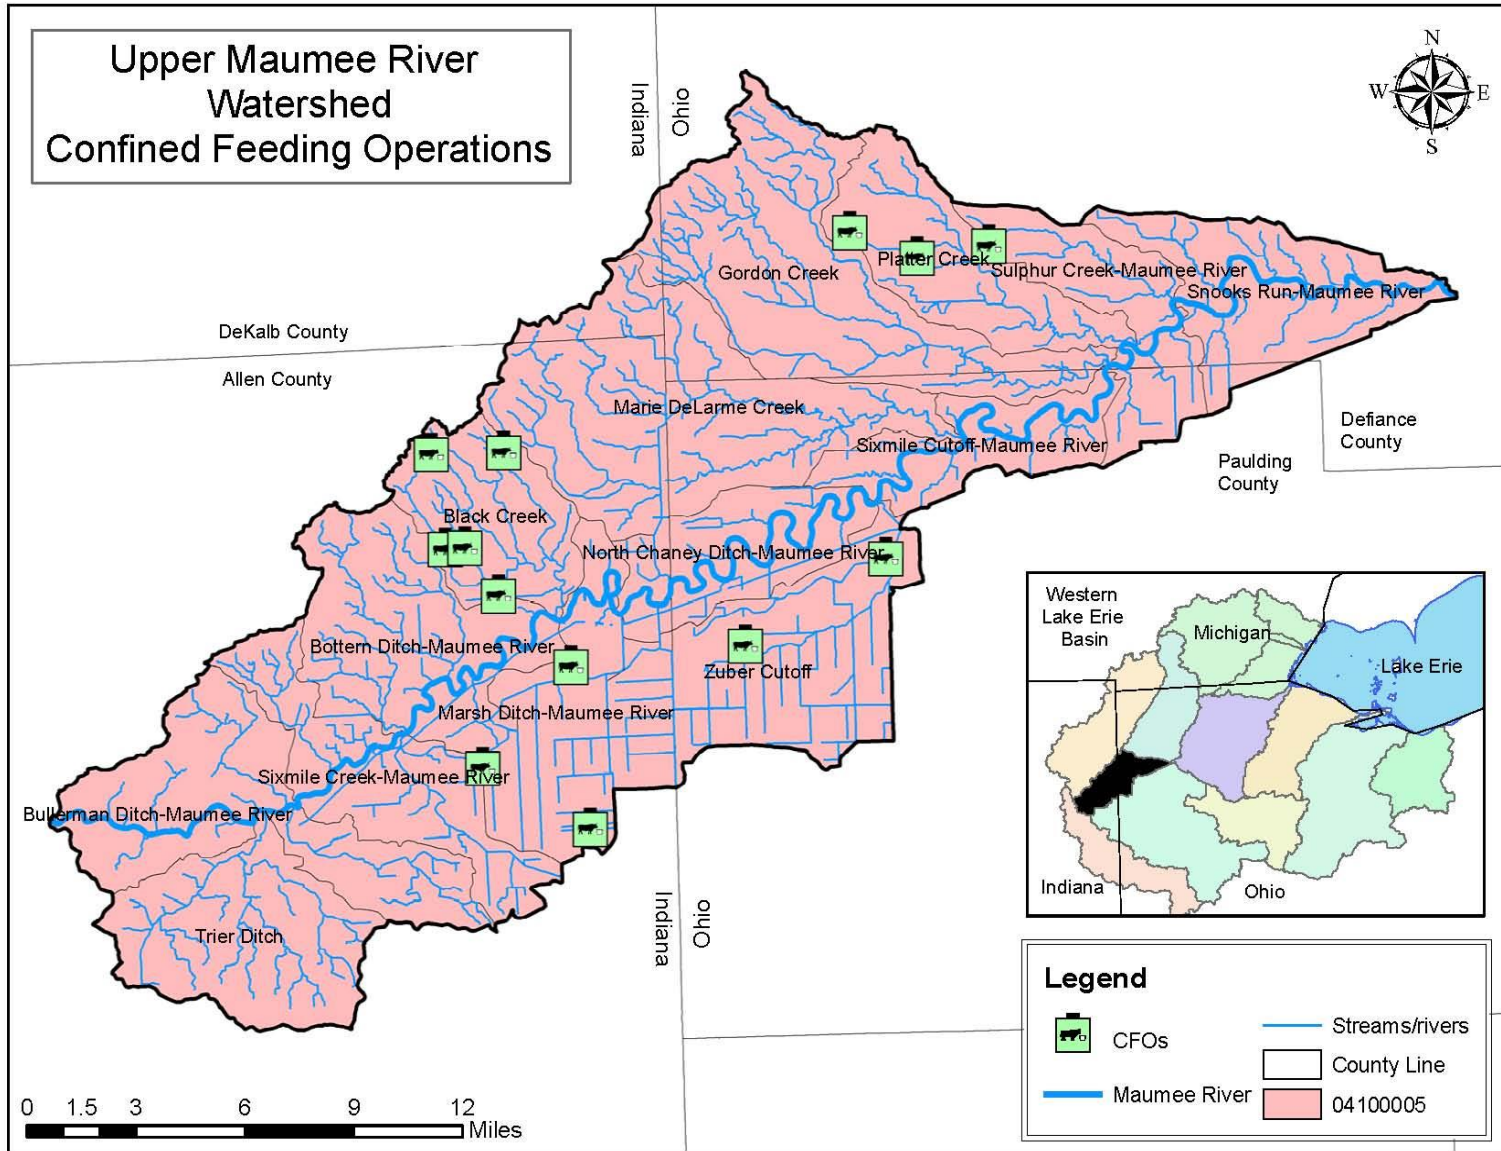 Upper Maumee River
Watershed
Confined Feeding Operations
Indiana
Ohio
N
W
E
S
Gordon Creek
Platter Creek
Sulphur Creek-Maumee River
Snooks Run-Maumee River
DeKalb County
Allen County
Marie DeLarme Creek
Sixmile Cutoff-Maumee River
Defiance
County
Paulding
County
Black Creek
North Chaney Ditch-Maumee River
Bottern Ditch-Maumee River
Zuber Cutoff
Marsh Ditch-Maumee River
Sixmile Creek-Maumee River
Bullerman Ditch-Maumee River
Trier Ditch
Indiana
Ohio
Western
Lake Erie
Basin
Michigan
Lake Erie
Indiana
Ohio
Legend
CFOs
Maumee River
Streams/rivers
County Line
04100005
0 1.5 3 6 9 12
Miles